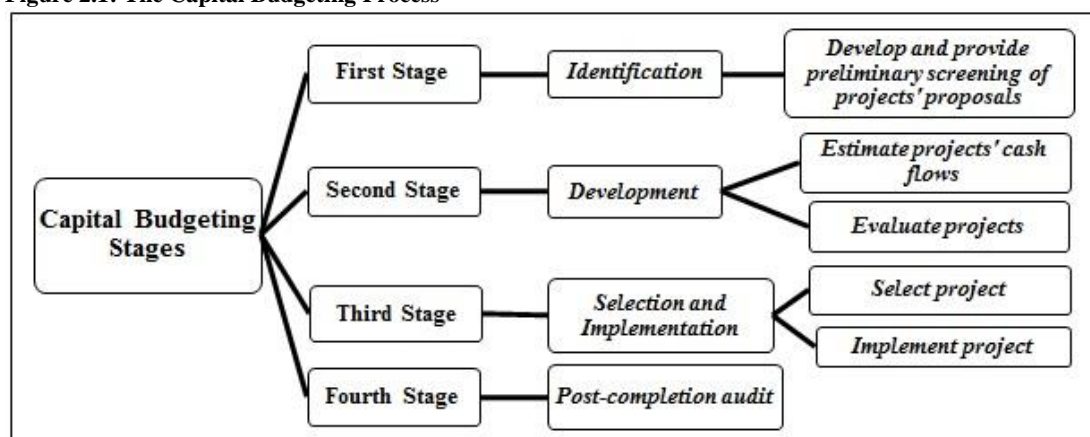 Figure 2.1: The Capital Budgeting Process
Capital Budgeting
Stages
First Stage
Identification
Develop and provide
preliminary screening of
projects' proposals
Second Stage
Development
Estimate projects' cash
flows
Evaluate projects
Third Stage
Selection and
Implementation
Select project
Implement project
Fourth Stage
Post-completion audit